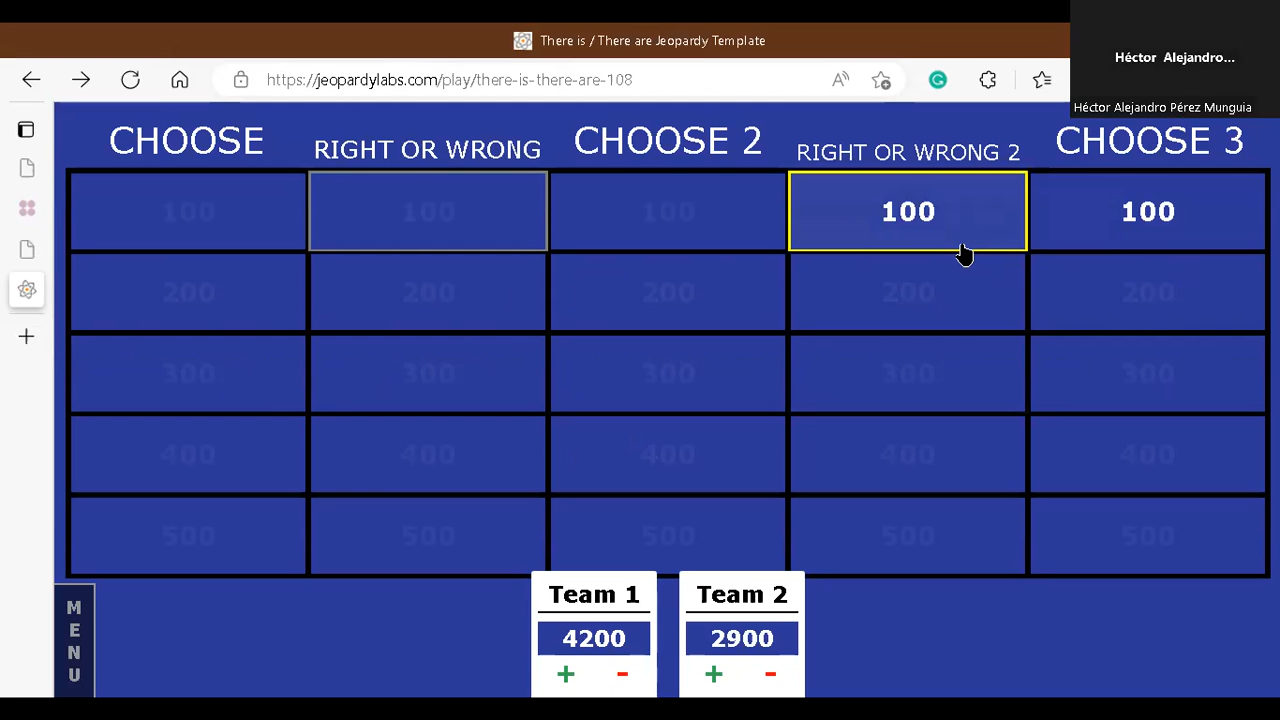 There is / There are Jeopardy Template
Héctor Alejandro...
https://jeopardylabs.com/play/there-is-there-are-108
Héctor Alejandro Pérez Munguia
CHOOSE RIGHT OR WRONG CHOOSE 2 RIGHT OR WRONG 2 CHOOSE 3
100 100 100 100 100
200 200 200 200 200
300 300 300 300 300
400 400 400 400 400
500 500 500 500 500
MENU
Team 1 Team 2
4200 2900
+ - + -